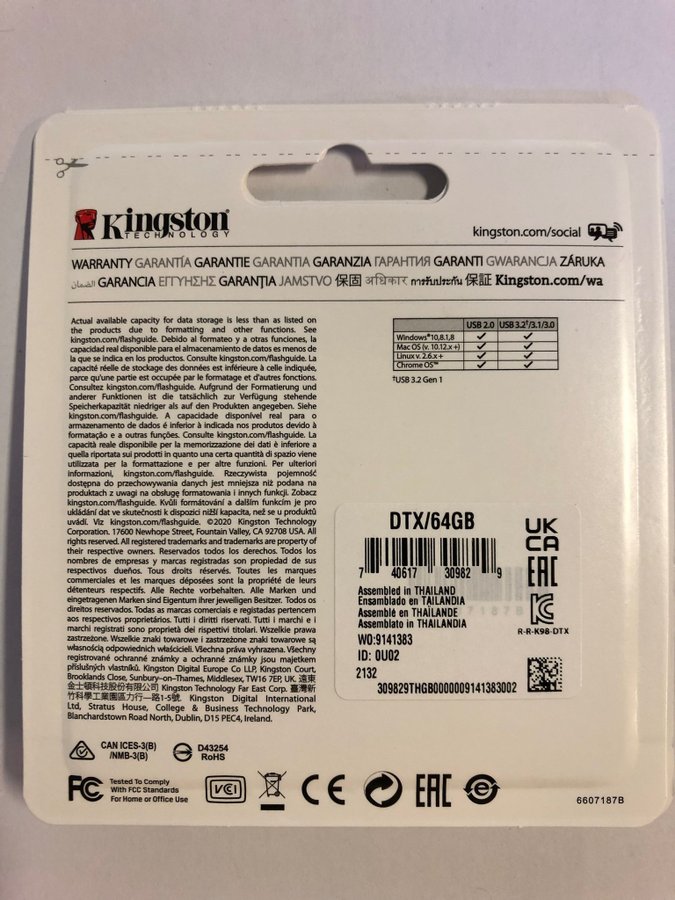 Kingston
TECHNOLOGY
kingston.com/social
WARRANTY GARANTÍA GARANTIE GARANTIA GARANZIA ГАРАНТИЯ GARANTI GWARANCJA ZÁRUKA
الضمان GARANCIA ΕΓΓΥΗΣΗΣ GARANȚIA JAMSTVO 保固 अधिकार การรับประกัน 保証 Kingston.com/wa
Actual available capacity for data storage is less than as listed on
the products due to formatting and other functions. See
kingston.com/flashguide. Debido al formateo y a otras funciones, la
capacidad real disponible para el almacenamiento de datos es menos de
la que se indica en los productos. Consulte kingston.com/flashguide. La
capacité réelle de stockage des données est inférieure à celle indiquée,
parce qu'une partie est occupée par le formatage et d'autres fonctions.
Consultez kingston.com/flashguide. Aufgrund der Formatierung und
anderer Funktionen ist die tatsächlich zur Verfügung stehende
Speicherkapazität niedriger als auf den Produkten angegeben. Siehe
kingston.com/flashguide. A capacidade disponível real para o
armazenamento de dados é inferior à indicada nos produtos devido à
formatação e a outras funções. Consulte kingston.com/flashguide. La
capacità reale disponibile per la memorizzazione dei dati è inferiore a
quella riportata sui prodotti in quanto una certa quantità di spazio viene
utilizzata per la formattazione e per altre funzioni. Per ulteriori
informazioni, kingston.com/flashguide. Rzeczywista pojemność
dostępna do przechowywania danych jest mniejsza niż podana na
produktach z uwagi na obsługę formatowania i innych funkcji. Zobacz
kingston.com/flashguide. Kvůli formátování a dalším funkcím je pro
ukládání dat ve skutečnosti k dispozici nižší kapacita, než se u produktů
uvádí. Viz kingston.com/flashguide. ©2020 Kingston Technology
Corporation. 17600 Newhope Street, Fountain Valley, CA 92708 USA. All
rights reserved. All registered trademarks and trademarks are property of
their respective owners. Reservados todos los derechos. Todos los
nombres de empresas y marcas registradas son propiedad de sus
respectivos dueños. Tous droits réservés. Toutes les marques
commerciales et les marques déposées sont la propriété de leurs
détenteurs respectifs. Alle Rechte vorbehalten. Alle Marken und
eingetragenen Marken sind Eigentum ihrer jeweiligen Besitzer. Todos os
direitos reservados. Todas as marcas comerciais e registadas pertencem
aos respectivos proprietários. Tutti i diritti riservati. Tutti i marchi e i
marchi registrati sono proprietà dei rispettivi titolari. Wszelkie prawa
zastrzeżone. Wszelkie znaki towarowe i zastrzeżone znaki towarowe są
własnością odpowiednich właścicieli. Všechna práva vyhrazena. Všechny
registrované ochranné známky a ochranné známky jsou majetkem
příslušných vlastníků. Kingston Digital Europe Co LLP, Kingston Court,
Brooklands Close, Sunbury-on-Thames, Middlesex, TW16 7EP, UK. 遠東
金士頓科技股份有限公司 Kingston Technology Far East Corp. 臺灣新
竹科學工業園區力行一路1-5號. Kingston Digital International
Ltd, Stratus House, College & Business Technology Park,
Blanchardstown Road North, Dublin, D15 PEC4, Ireland.
USB 2.0 USB 3.2†/3.1/3.0
Windows®10,8.1,8 ✓ ✓
Mac OS (v. 10.12.x +) ✓ ✓
Linux v. 2.6.x + ✓ ✓
Chrome OS™ ✓ ✓
†USB 3.2 Gen 1
DTX/64GB
7 40617 30982 9
Assembled in THAILAND
Ensamblado en TAILANDIA
Assemblé en THAÏLANDE
Assemblato in THAILANDIA
WO:9141383
ID: 0U02
2132
309829THGB0000009141383002
UK
CA
EAC
R-R-K98-DTX
CAN ICES-3(B)
/NMB-3(B)
D43254
RoHS
FC
Tested To Comply
With FCC Standards
For Home or Office Use
VCI
CE
EAC
6607187B